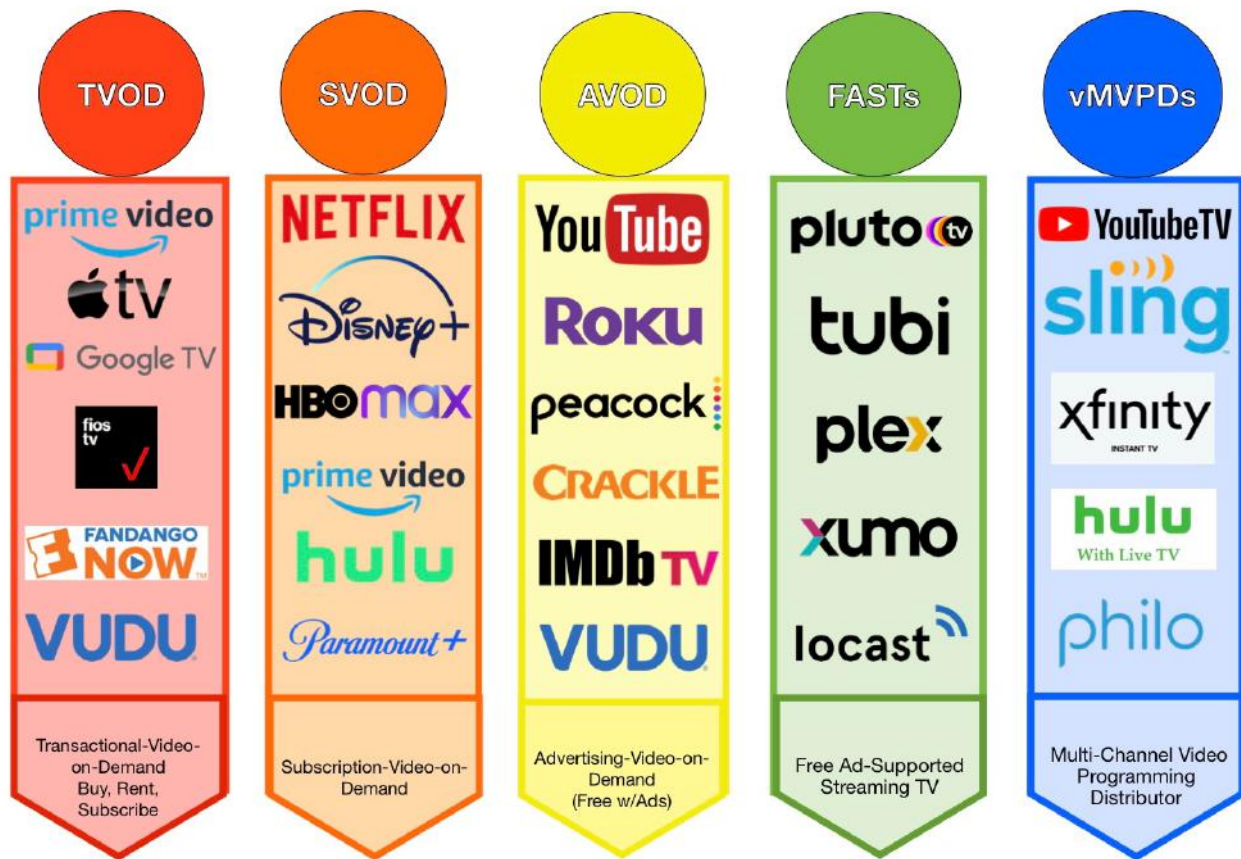 TVOD
prime video
tv
Google TV
fios
tv
FANDANGO
NOW
TM
VUDU
Transactional-Video-
on-Demand
Buy, Rent,
Subscribe
SVOD
NETFLIX
Disney+
HBOmax
prime video
hulu
Paramount+
Subscription-Video-on-
Demand
AVOD
YouTube
ROKU
peacock
CRACKLE
IMDb TV
VUDU
Advertising-Video-on-
Demand
(Free w/Ads)
FASTs
pluto tv
tubi
plex
xumo
locast
Free Ad-Supported
Streaming TV
vMVPDs
YouTubeTV
sling
xfinity
INSTANT TV
hulu
With Live TV
philo
Multi-Channel Video
Programming
Distributor